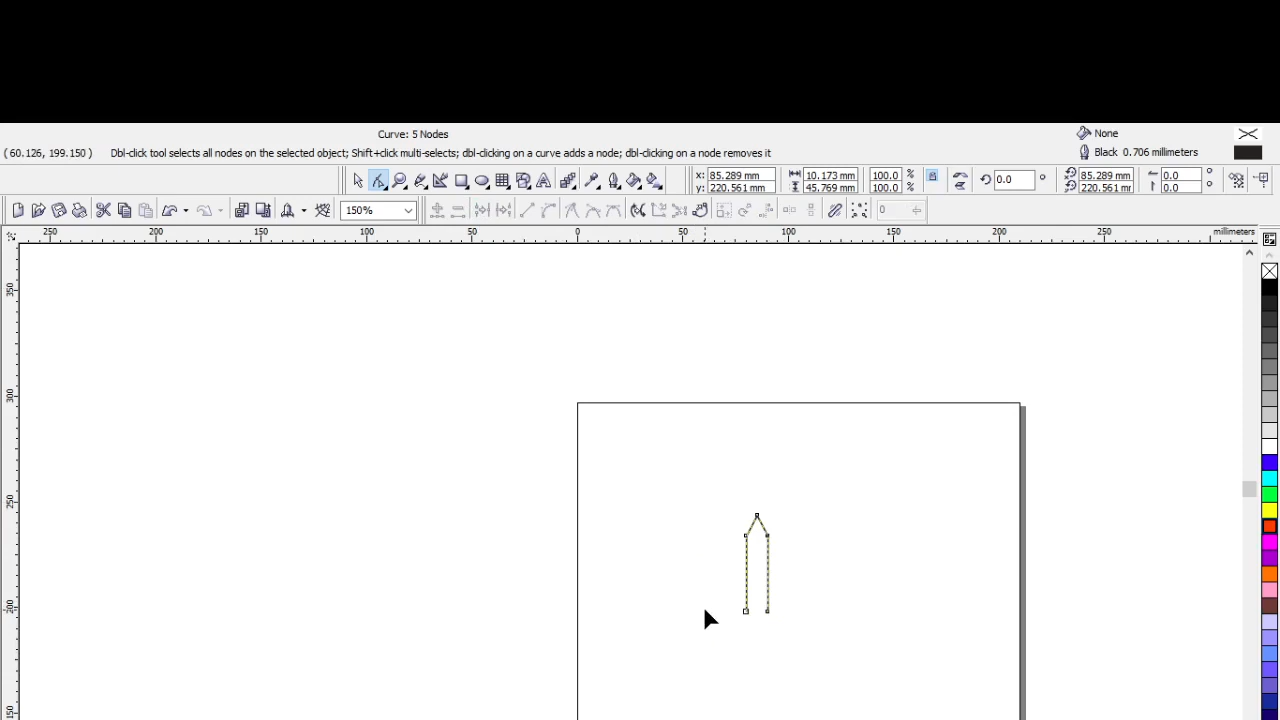 Curve: 5 Nodes
None
(60.126, 199.150 )
Dbl-click tool selects all nodes on the selected object; Shift+click multi-selects; dbl-clicking on a curve adds a node; dbl-clicking on a node removes it
Black 0.706 millimeters
x: 85.289 mm 10.173 mm 100.0 % 0.0 ° 85.289 mm 0.0 °
y: 220.561 mm 45.769 mm 100.0 % 220.561 mr 0.0 °
150% 0
250 200 150 100 50 0 50 100 150 200 250 millimeters
350
300
250
200
150